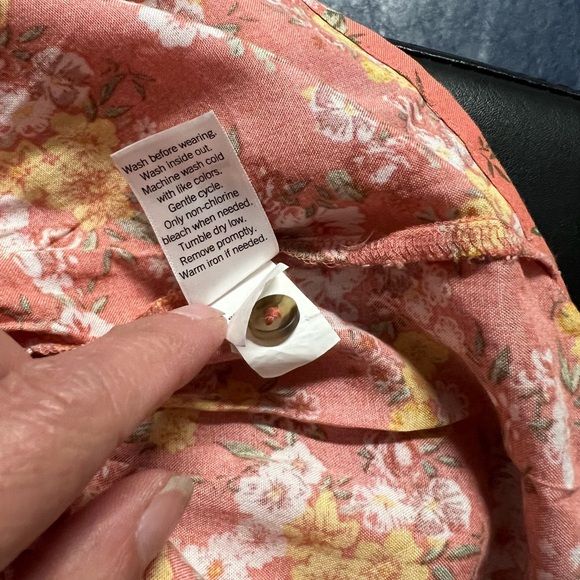 Wash before wearing.
Wash inside out.
Machine wash cold
with like colors.
Gentle cycle.
Only non-chlorine
bleach when needed.
Tumble dry low.
Remove promptly.
Warm iron if needed.